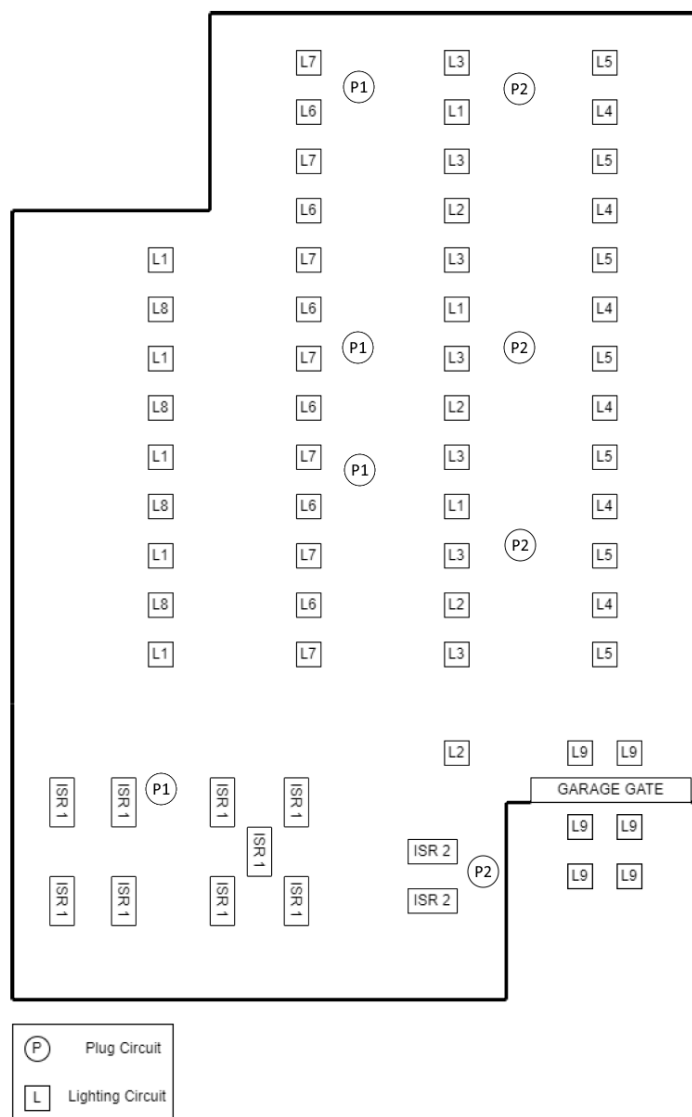 L7 L3 L5
P1 P2
L6 L1 L4
L7 L3 L5
L6 L2 L4
L1 L7 L3 L5
L8 L6 L1 L4
P1 P2
L1 L7 L3 L5
L8 L6 L2 L4
L1 L7 L3 L5
P1
L8 L6 L1 L4
P2
L1 L7 L3 L5
L8 L6 L2 L4
L1 L7 L3 L5
L2 L9 L9
GARAGE GATE
ISR 1 ISR 1 P1 ISR 1 ISR 1
L9 L9
ISR 1 ISR 2
P2
L9 L9
ISR 1 ISR 1 ISR 1 ISR 1 ISR 2
P Plug Circuit
L Lighting Circuit